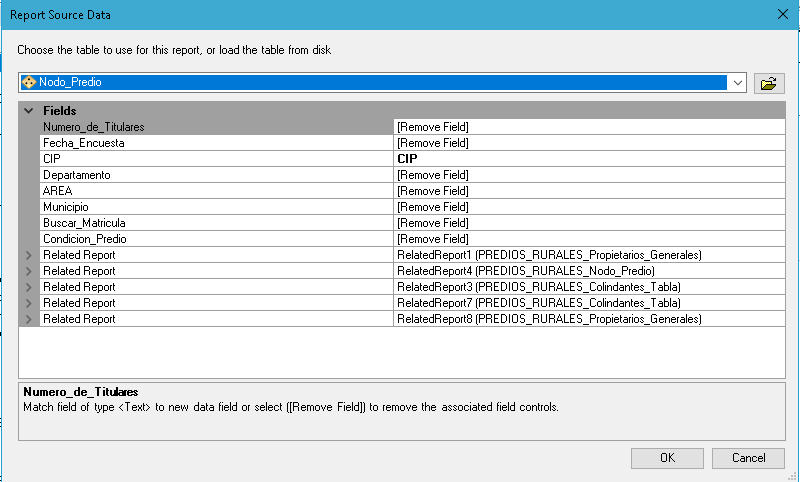 Report Source Data
Choose the table to use for this report, or load the table from disk
Nodo_Predio
Fields
Numero_de_Titulares [Remove Field]
Fecha_Encuesta [Remove Field]
CIP CIP
Departamento [Remove Field]
AREA [Remove Field]
Municipio [Remove Field]
Buscar_Matricula [Remove Field]
Condicion_Predio [Remove Field]
Related Report RelatedReport1 (PREDIOS_RURALES_Propietarios_Generales)
Related Report RelatedReport4 (PREDIOS_RURALES_Nodo_Predio)
Related Report RelatedReport3 (PREDIOS_RURALES_Colindantes_Tabla)
Related Report RelatedReport7 (PREDIOS_RURALES_Colindantes_Tabla)
Related Report RelatedReport8 (PREDIOS_RURALES_Propietarios_Generales)
Numero_de_Titulares
Match field of type <Text> to new data field or select ([Remove Field]) to remove the associated field controls.
OK Cancel